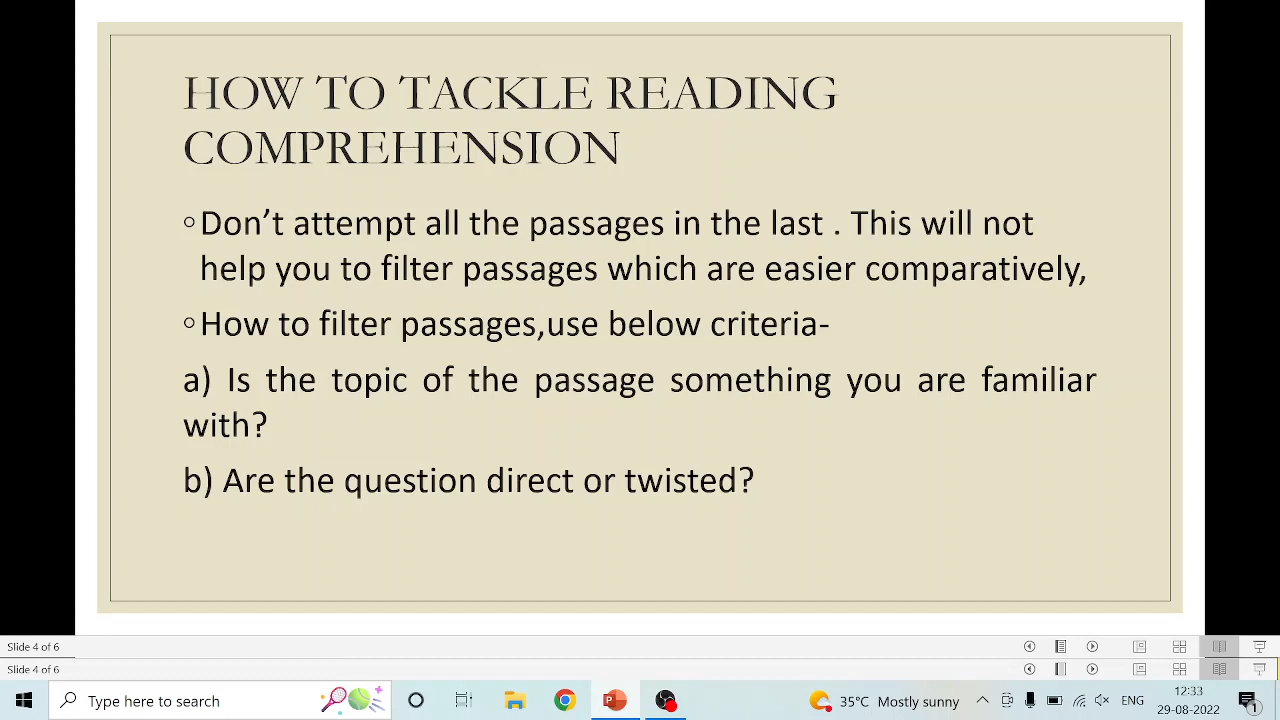 HOW TO TACKLE READING
COMPREHENSION
◦Don’t attempt all the passages in the last . This will not
help you to filter passages which are easier comparatively,
◦How to filter passages,use below criteria-
a) Is the topic of the passage something you are familiar
with?
b) Are the question direct or twisted?
Slide 4 of 6
Slide 4 of 6
Type here to search
35°C Mostly sunny
ENG
12:33
29-08-2022
1